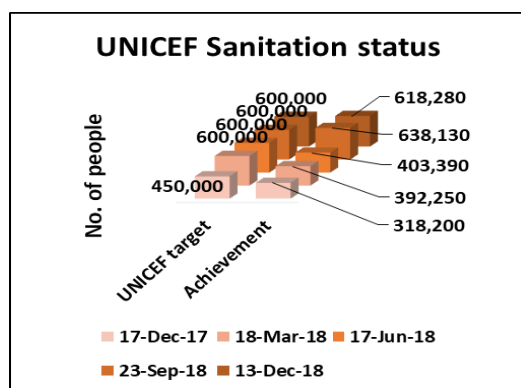 UNICEF Sanitation status
No. of people
600,000
600,000
600,000
600,000
450,000
618,280
638,130
403,390
392,250
318,200
UNICEF target
Achievement
17-Dec-17 18-Mar-18 17-Jun-18
23-Sep-18 13-Dec-18